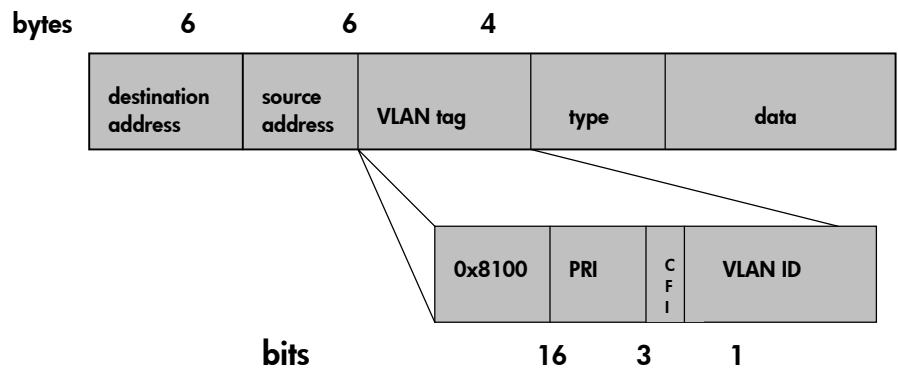 bytes 6 6 4
destination address
source address
VLAN tag
type
data
0x8100
PRI
C
F
I
VLAN ID
bits 16 3 1